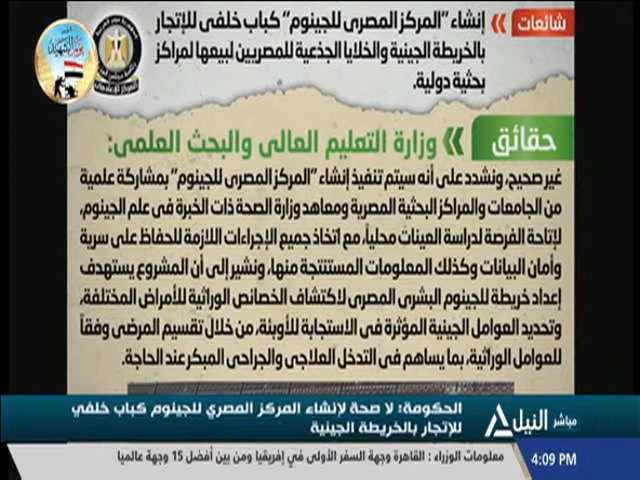 شائعات
إنشاء "المركز المصرى للجينوم" كباب خلفى للإتجار
بالخريطة الجينية والخلايا الجذعية للمصريين لبيعها لمراكز
بحثية دولية.
حقائق
وزارة التعليم العالى والبحث العلمى:
غير صحيح، ونشدد على أنه سيتم تنفيذ إنشاء "المركز المصرى للجينوم" بمشاركة علمية
من الجامعات والمراكز البحثية المصرية ومعاهد وزارة الصحة ذات الخبرة فى علم الجينوم،
لإتاحة الفرصة لدراسة العينات محلياً، مع اتخاذ جميع الإجراءات اللازمة للحفاظ على سرية
وأمان البيانات وكذلك المعلومات المستنتجة منها، ونشير إلى أن المشروع يستهدف
إعداد خريطة للجينوم البشرى المصرى لاكتشاف الخصائص الوراثية للأمراض المختلفة،
وتحديد العوامل الجينية المؤثرة فى الاستجابة للأوبئة، من خلال تقسيم المرضى وفقاً
للعوامل الوراثية، بما يساهم فى التدخل العلاجى والجراحى المبكر عند الحاجة.
مباشر النيل
الحكومة: لا صحة لإنشاء المركز المصري للجينوم كباب خلفي
للإتجار بالخريطة الجينية
معلومات الوزراء : القاهرة وجهة السفر الأولى في إفريقيا ومن بين أفضل 15 وجهة عالميا
4:09 PM